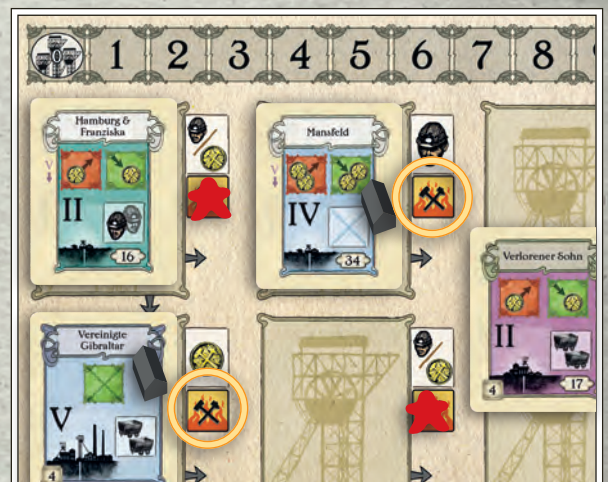 0 1 2 3 4 5 6 7 8
Hamburg &
Franziska
V
II
16
Mansfeld
V
IV
34
Verlorener Sohn
II
4
17
Vereinigte
Gibraltar
V
4